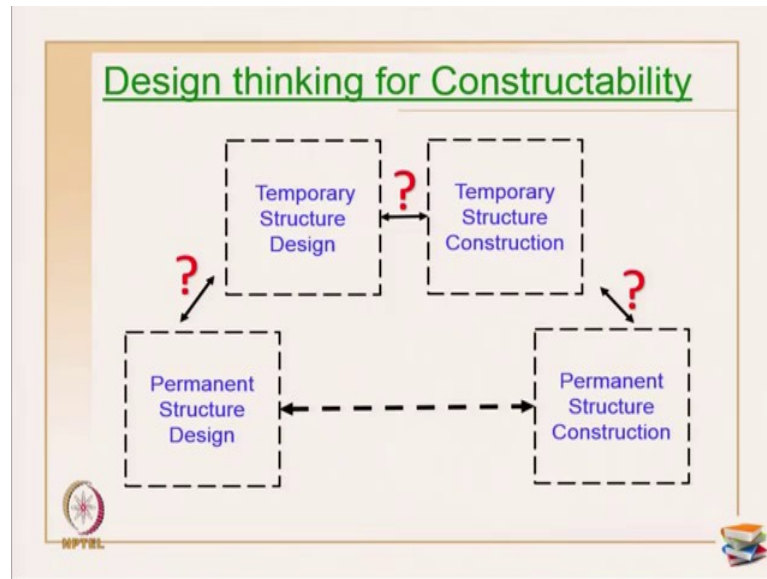 Design thinking for Constructability
Temporary
Structure
Design
?
Temporary
Structure
Construction
?
?
Permanent
Structure
Design
Permanent
Structure
Construction
NPTEL